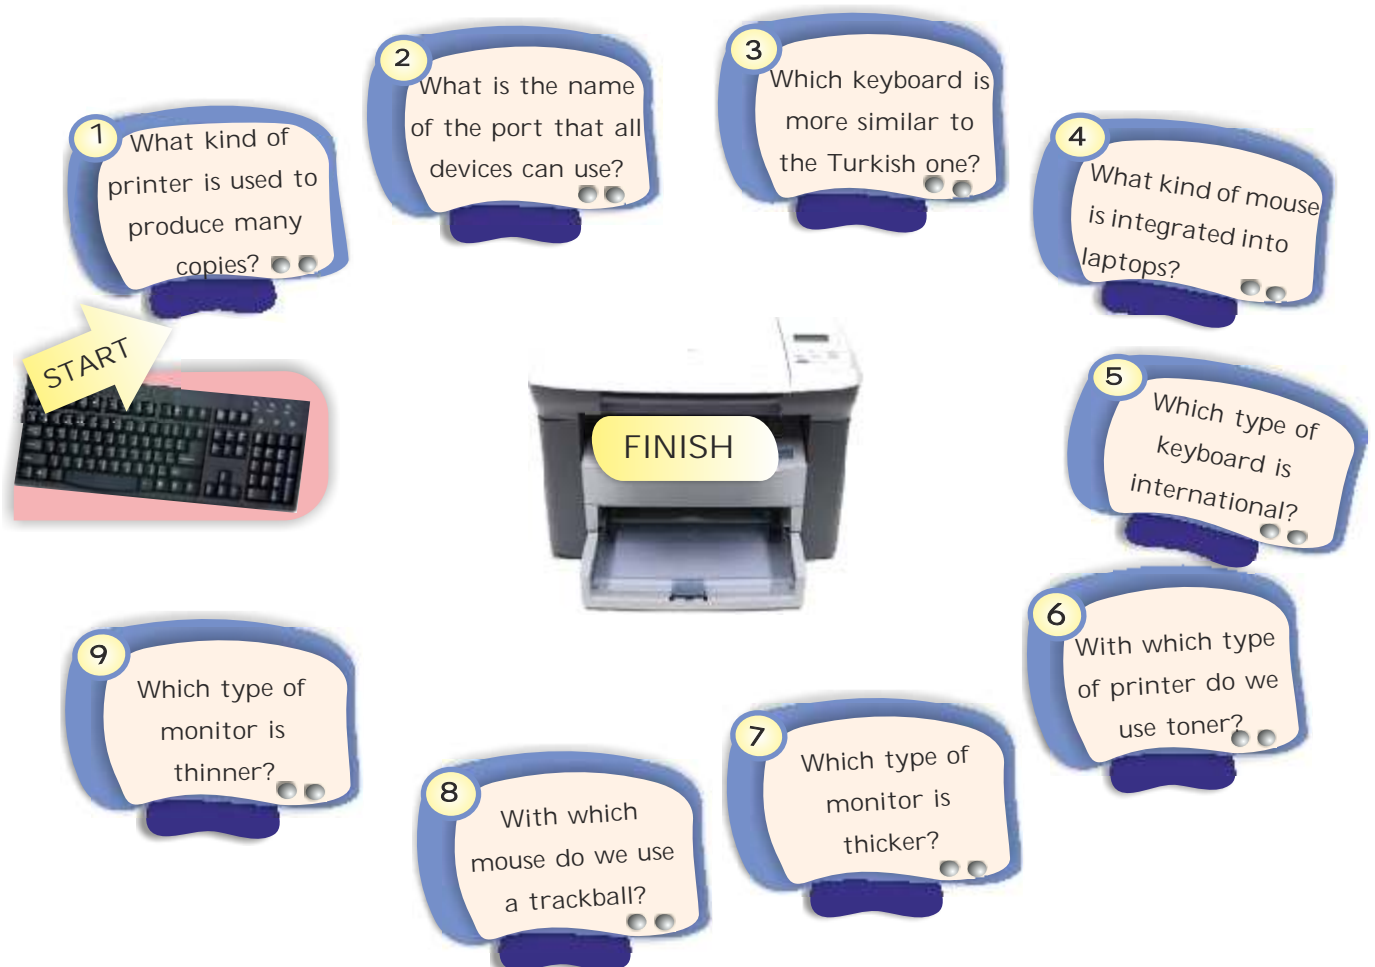 1
What kind of
printer is used to
produce many
copies?
2
What is the name
of the port that all
devices can use?
3
Which keyboard is
more similar to
the Turkish one?
4
What kind of mouse
is integrated into
laptops?
START
5
Which type of
keyboard is
international?
FINISH
6
With which type
of printer do we
use toner?
7
Which type of
monitor is
thicker?
8
With which
mouse do we use
a trackball?
9
Which type of
monitor is
thinner?